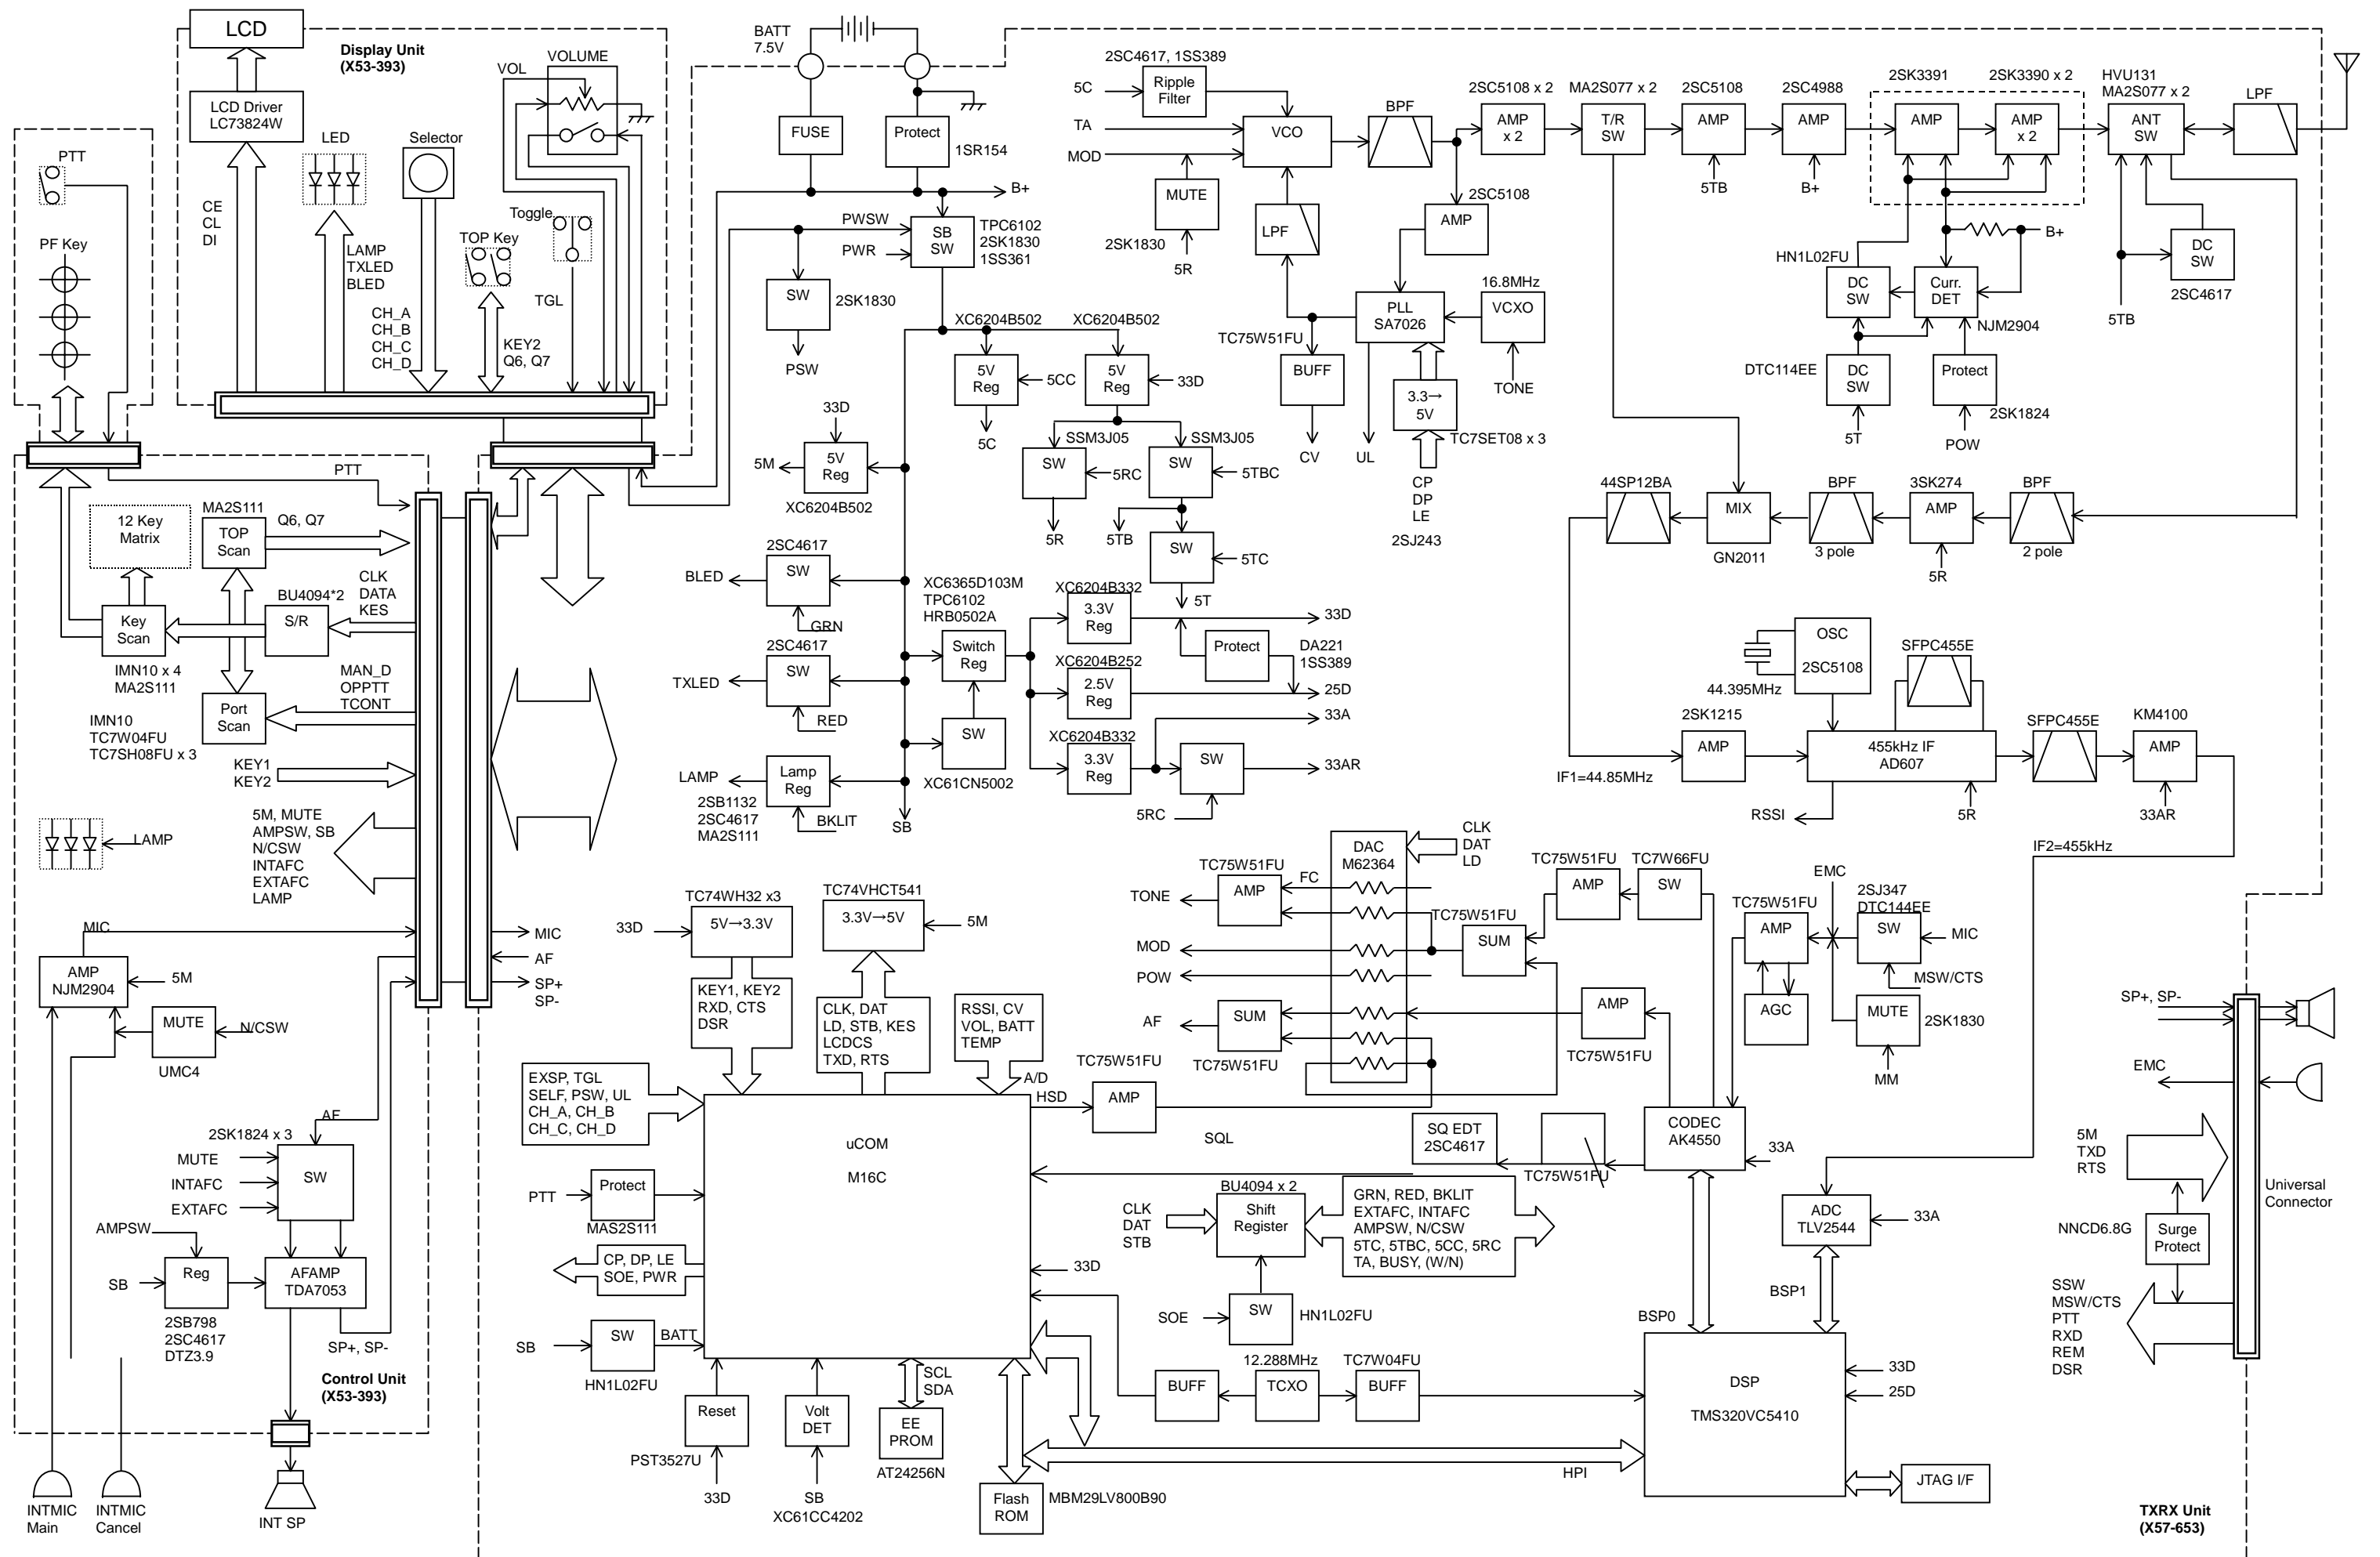 LCD
Display Unit
(X53-393)
LCD Driver
LC73824W
LED
Selector
VOL
VOLUME
PTT
PF Key
CE
CL
DI
LAMP
TXLED
BLED
CH_A
CH_B
CH_C
CH_D
TOP Key
Toggle
TGL
KEY2
Q6, Q7
BATT
7.5V
FUSE
Protect
1SR154
B+
PWSW
PWR
SB
SW
TPC6102
2SK1830
1SS361
SW
2SK1830
PSW
XC6204B502
XC6204B502
5V
Reg
5CC
5C
5V
Reg
33D
33D
5M
5V
Reg
XC6204B502
SSM3J05
SW
5RC
5R
SSM3J05
SW
5TBC
5TB
SW
5TC
5T
2SC4617, 1SS389
5C
Ripple
Filter
TA
MOD
VCO
MUTE
2SK1830
5R
LPF
BPF
2SC5108 x 2
AMP
x 2
MA2S077 x 2
T/R
SW
2SC5108
AMP
5TB
2SC4988
AMP
B+
2SK3391
AMP
2SK3390 x 2
AMP
x 2
HVU131
MA2S077 x 2
ANT
SW
LPF
2SC5108
AMP
16.8MHz
PLL
SA7026
VCXO
TONE
TC75W51FU
BUFF
CV
UL
3.3→
5V
TC7SET08 x 3
CP
DP
LE
2SJ243
B+
HN1L02FU
DC
SW
Curr.
DET
NJM2904
DTC114EE
DC
SW
5T
Protect
2SK1824
POW
DC
SW
2SC4617
5TB
44SP12BA
MIX
GN2011
BPF
3 pole
3SK274
AMP
5R
BPF
2 pole
PTT
12 Key
Matrix
MA2S111
TOP
Scan
Q6, Q7
BU4094*2
S/R
CLK
DATA
KES
Key
Scan
IMN10 x 4
MA2S111
IMN10
TC7W04FU
TC7SH08FU x 3
Port
Scan
MAN_D
OPPTT
TCONT
KEY1
KEY2
LAMP
5M, MUTE
AMPSW, SB
N/CSW
INTAFC
EXTAFC
LAMP
MIC
MIC
AF
SP+
SP-
AMP
NJM2904
5M
MUTE
N/CSW
UMC4
AF
2SK1824 x 3
MUTE
INTAFC
EXTAFC
SW
AMPSW
SB
Reg
2SB798
2SC4617
DTZ3.9
AFAMP
TDA7053
SP+, SP-
Control Unit
(X53-393)
INTMIC
Main
INTMIC
Cancel
INT SP
2SC4617
BLED
SW
GRN
2SC4617
TXLED
SW
RED
LAMP
Lamp
Reg
2SB1132
2SC4617
MA2S111
BKLIT
SB
XC6365D103M
TPC6102
HRB0502A
Switch
Reg
SW
XC61CN5002
XC6204B332
3.3V
Reg
33D
Protect
DA221
1SS389
XC6204B252
2.5V
Reg
25D
33A
XC6204B332
3.3V
Reg
SW
33AR
5RC
OSC
2SC5108
44.395MHz
SFPC455E
2SK1215
AMP
IF1=44.85MHz
455kHz IF
AD607
RSSI
5R
SFPC455E
KM4100
AMP
33AR
IF2=455kHz
TC74WH32 x3
33D
5V→3.3V
KEY1, KEY2
RXD, CTS
DSR
TC74VHCT541
3.3V→5V
5M
CLK, DAT
LD, STB, KES
LCDCS
TXD, RTS
RSSI, CV
VOL, BATT
TEMP
A/D
EXSP, TGL
SELF, PSW, UL
CH_A, CH_B
CH_C, CH_D
uCOM
M16C
HSD
PTT
Protect
MAS2S111
CP, DP, LE
SOE, PWR
SB
SW
BATT
HN1L02FU
Reset
PST3527U
33D
Volt
DET
SB
XC61CC4202
SCL
SDA
EE
PROM
AT24256N
Flash
ROM
MBM29LV800B90
33D
DAC
M62364
CLK
DAT
LD
TC75W51FU
TONE
AMP
FC
MOD
POW
AF
SUM
TC75W51FU
TC75W51FU
AMP
TC75W51FU
SUM
TC75W51FU
AMP
TC7W66FU
SW
AMP
TC75W51FU
EMC
TC75W51FU
AMP
2SJ347
DTC144EE
SW
MIC
MSW/CTS
AGC
MUTE
2SK1830
MM
SQL
SQ EDT
2SC4617
TC75W51FU
CODEC
AK4550
33A
ADC
TLV2544
33A
BU4094 x 2
CLK
DAT
STB
Shift
Register
GRN, RED, BKLIT
EXTAFC, INTAFC
AMPSW, N/CSW
5TC, 5TBC, 5CC, 5RC
TA, BUSY, (W/N)
SOE
SW
HN1L02FU
BSP0
BSP1
BUFF
12.288MHz
TCXO
TC7W04FU
BUFF
HPI
DSP
TMS320VC5410
33D
25D
JTAG I/F
SP+, SP-
EMC
5M
TXD
RTS
NNCD6.8G
Surge
Protect
SSW
MSW/CTS
PTT
RXD
REM
DSR
Universal
Connector
TXRX Unit
(X57-653)